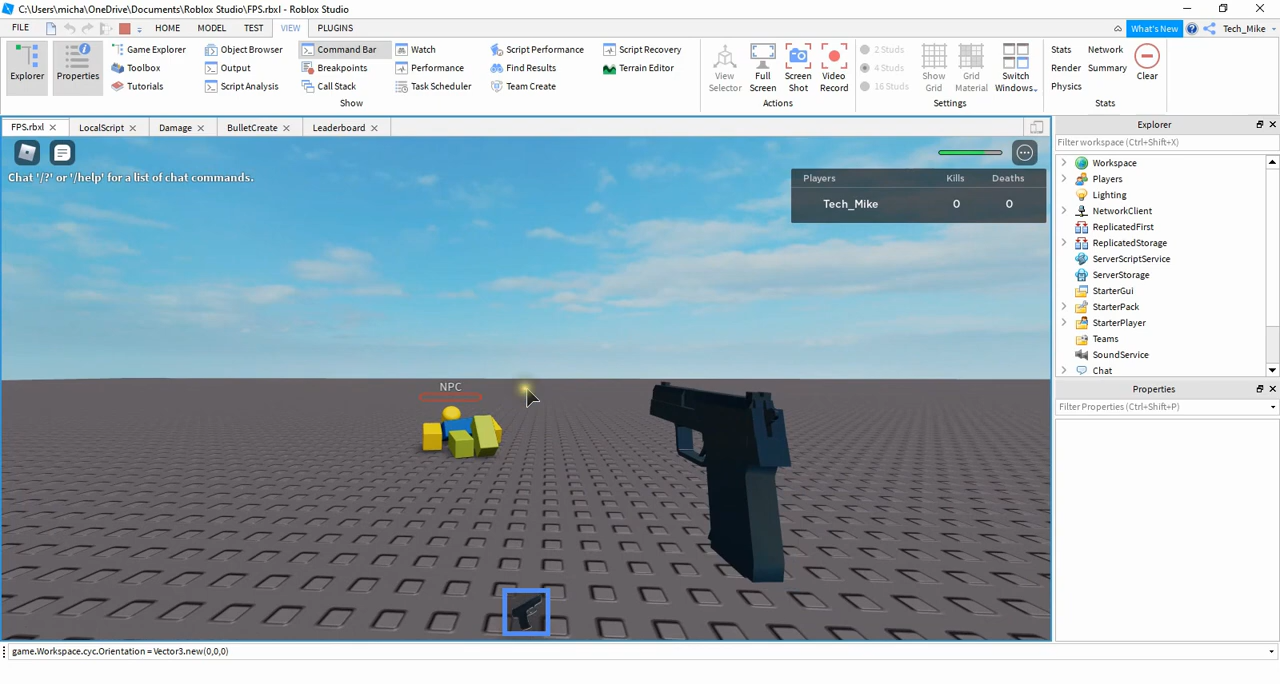 C:\Users\micha\OneDrive\Documents\Roblox Studio\FPS.rbxl - Roblox Studio
FILE HOME MODEL TEST VIEW PLUGINS What's New Tech_Mike
Explorer
Properties
Game Explorer
Toolbox
Tutorials
Object Browser
Output
Script Analysis
Command Bar
Breakpoints
Call Stack
Watch
Performance
Task Scheduler
Script Performance
Find Results
Team Create
Script Recovery
Terrain Editor
Show
View Selector
Full Screen
Screen Shot
Video Record
Actions
2 Studs
4 Studs
16 Studs
Show Grid
Grid Material
Switch Windows
Settings
Stats
Render
Physics
Network
Summary
Clear
Stats
FPS.rbxl LocalScript Damage BulletCreate Leaderboard
Chat '/?' or '/help' for a list of chat commands.
Players Kills Deaths
Tech_Mike 0 0
NPC
Explorer
Filter workspace (Ctrl+Shift+X)
Workspace
Players
Lighting
NetworkClient
ReplicatedFirst
ReplicatedStorage
ServerScriptService
ServerStorage
StarterGui
StarterPack
StarterPlayer
Teams
SoundService
Chat
Properties
Filter Properties (Ctrl+Shift+P)
game.Workspace.cyc.Orientation = Vector3.new(0,0,0)